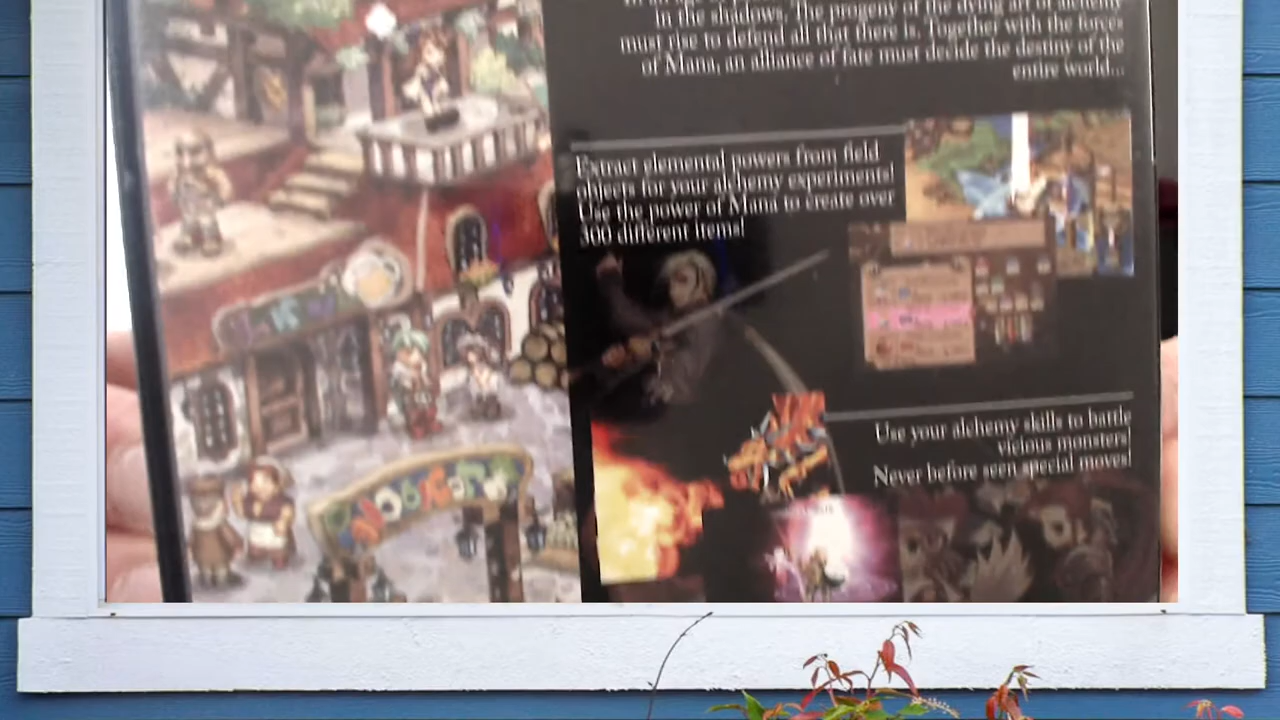 in the shadows. The progeny of the living art of alchemy
must rise to defend all that there is. Together with the forces
of Mana, an alliance of fate must decide the destiny of the
entire world...
Extract elemental powers from field
objects for your alchemy experiments!
Use the power of Mana to create over
300 different items!
Use your alchemy skills to battle
vicious monsters
Never before seen special moves!